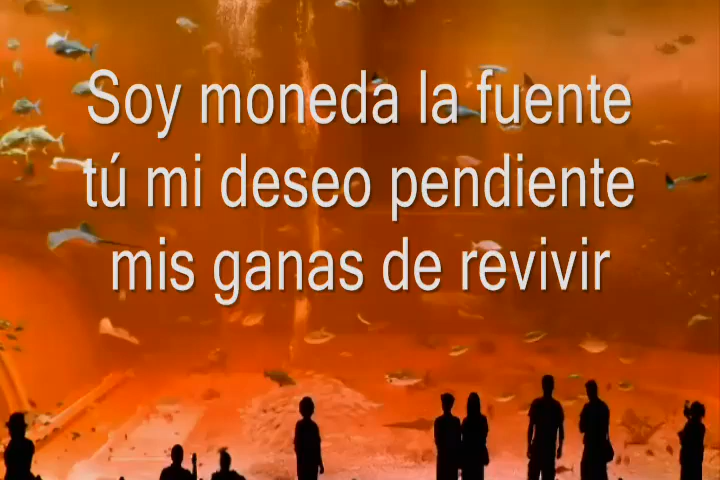 Soy moneda la fuente
tú mi deseo pendiente
mis ganas de revivir